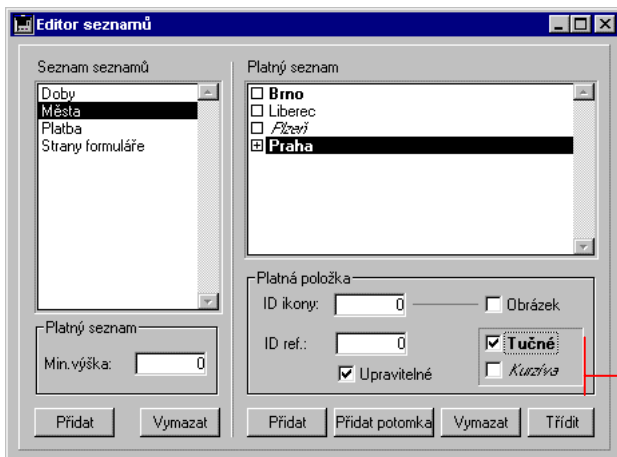 Editor seznamů
Seznam seznamů
Doby
Města
Platba
Strany formuláře
Platný seznam
Min.výška: 0
Přidat Vymazat
Platný seznam
Brno
Liberec
Plzeň
Praha
Platná položka
ID ikony: 0 Obrázek
ID ref.: 0 Tučné
Upravitelné Kurzíva
Přidat Přidat potomka Vymazat Třídit